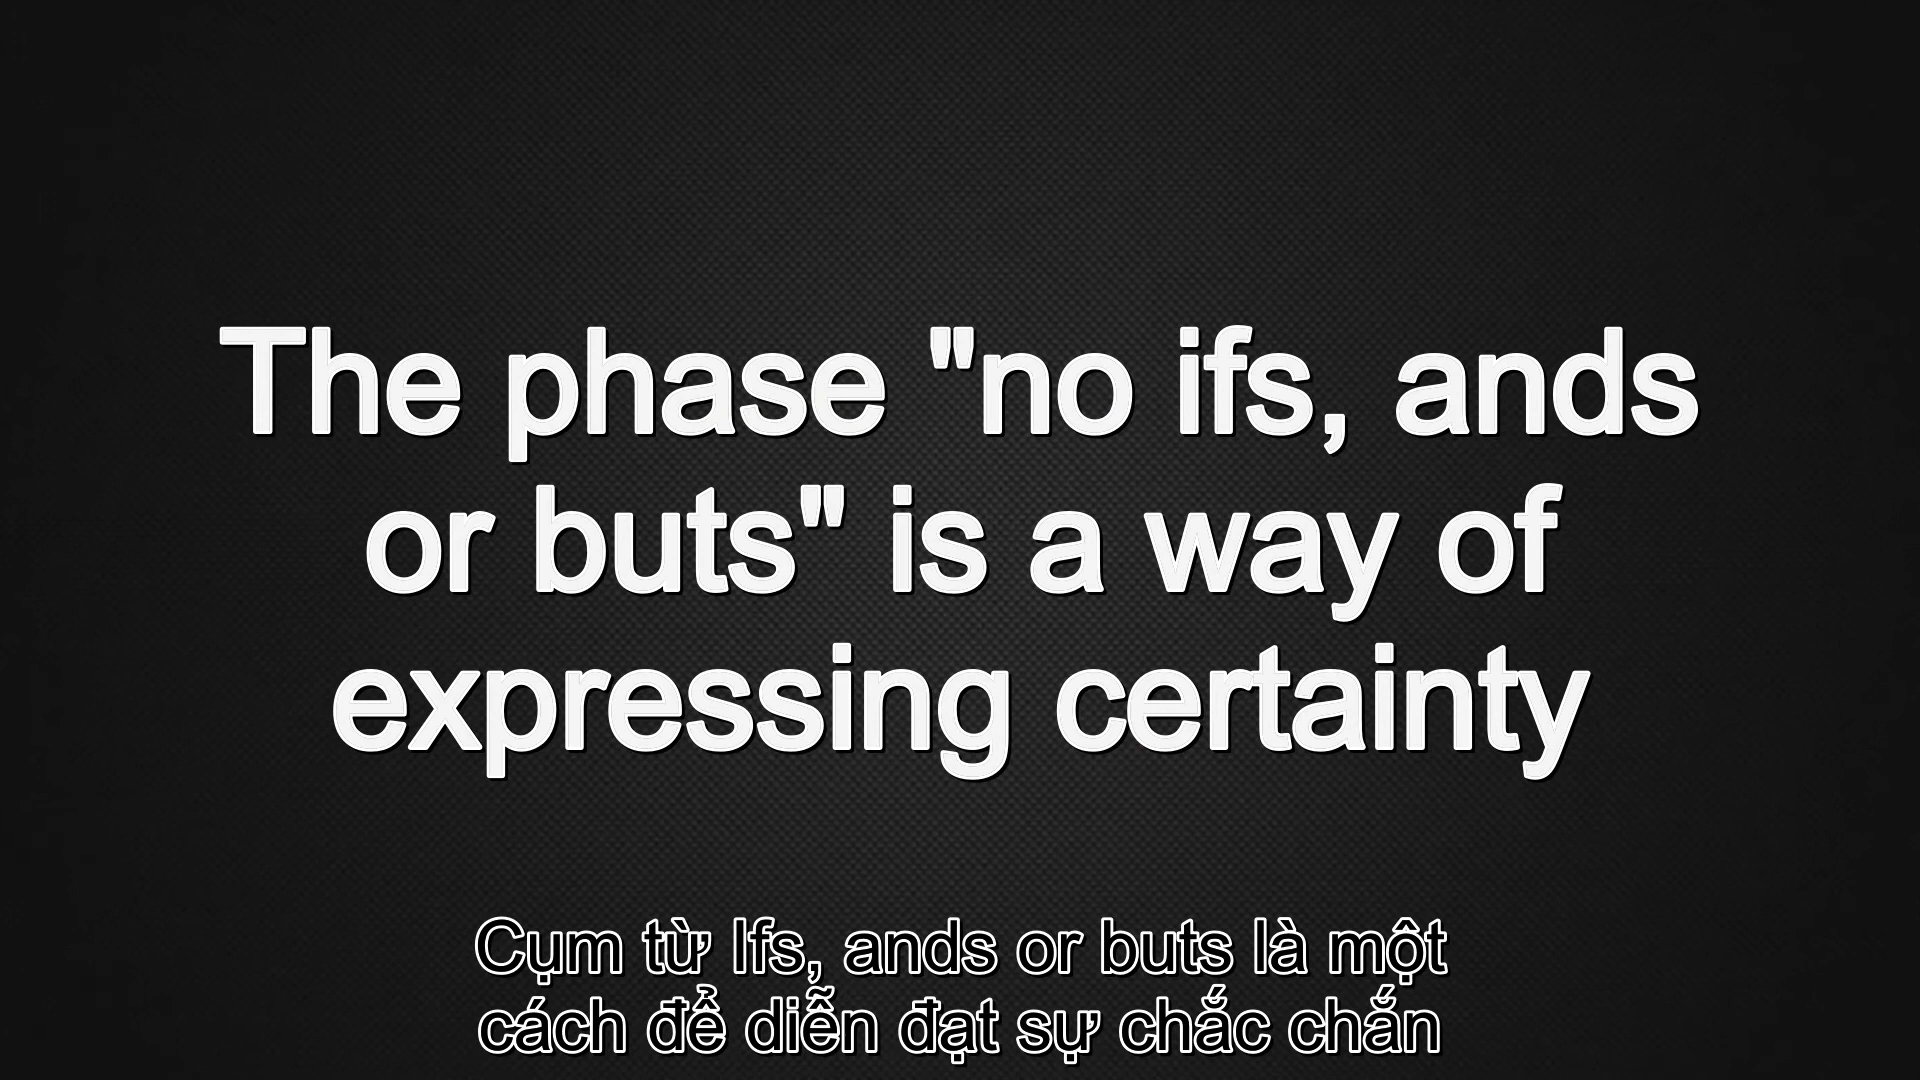 The phase "no ifs, ands
or buts" is a way of
expressing certainty
Cụm từ Ifs, ands or buts là một
cách để diễn đạt sự chắc chắn